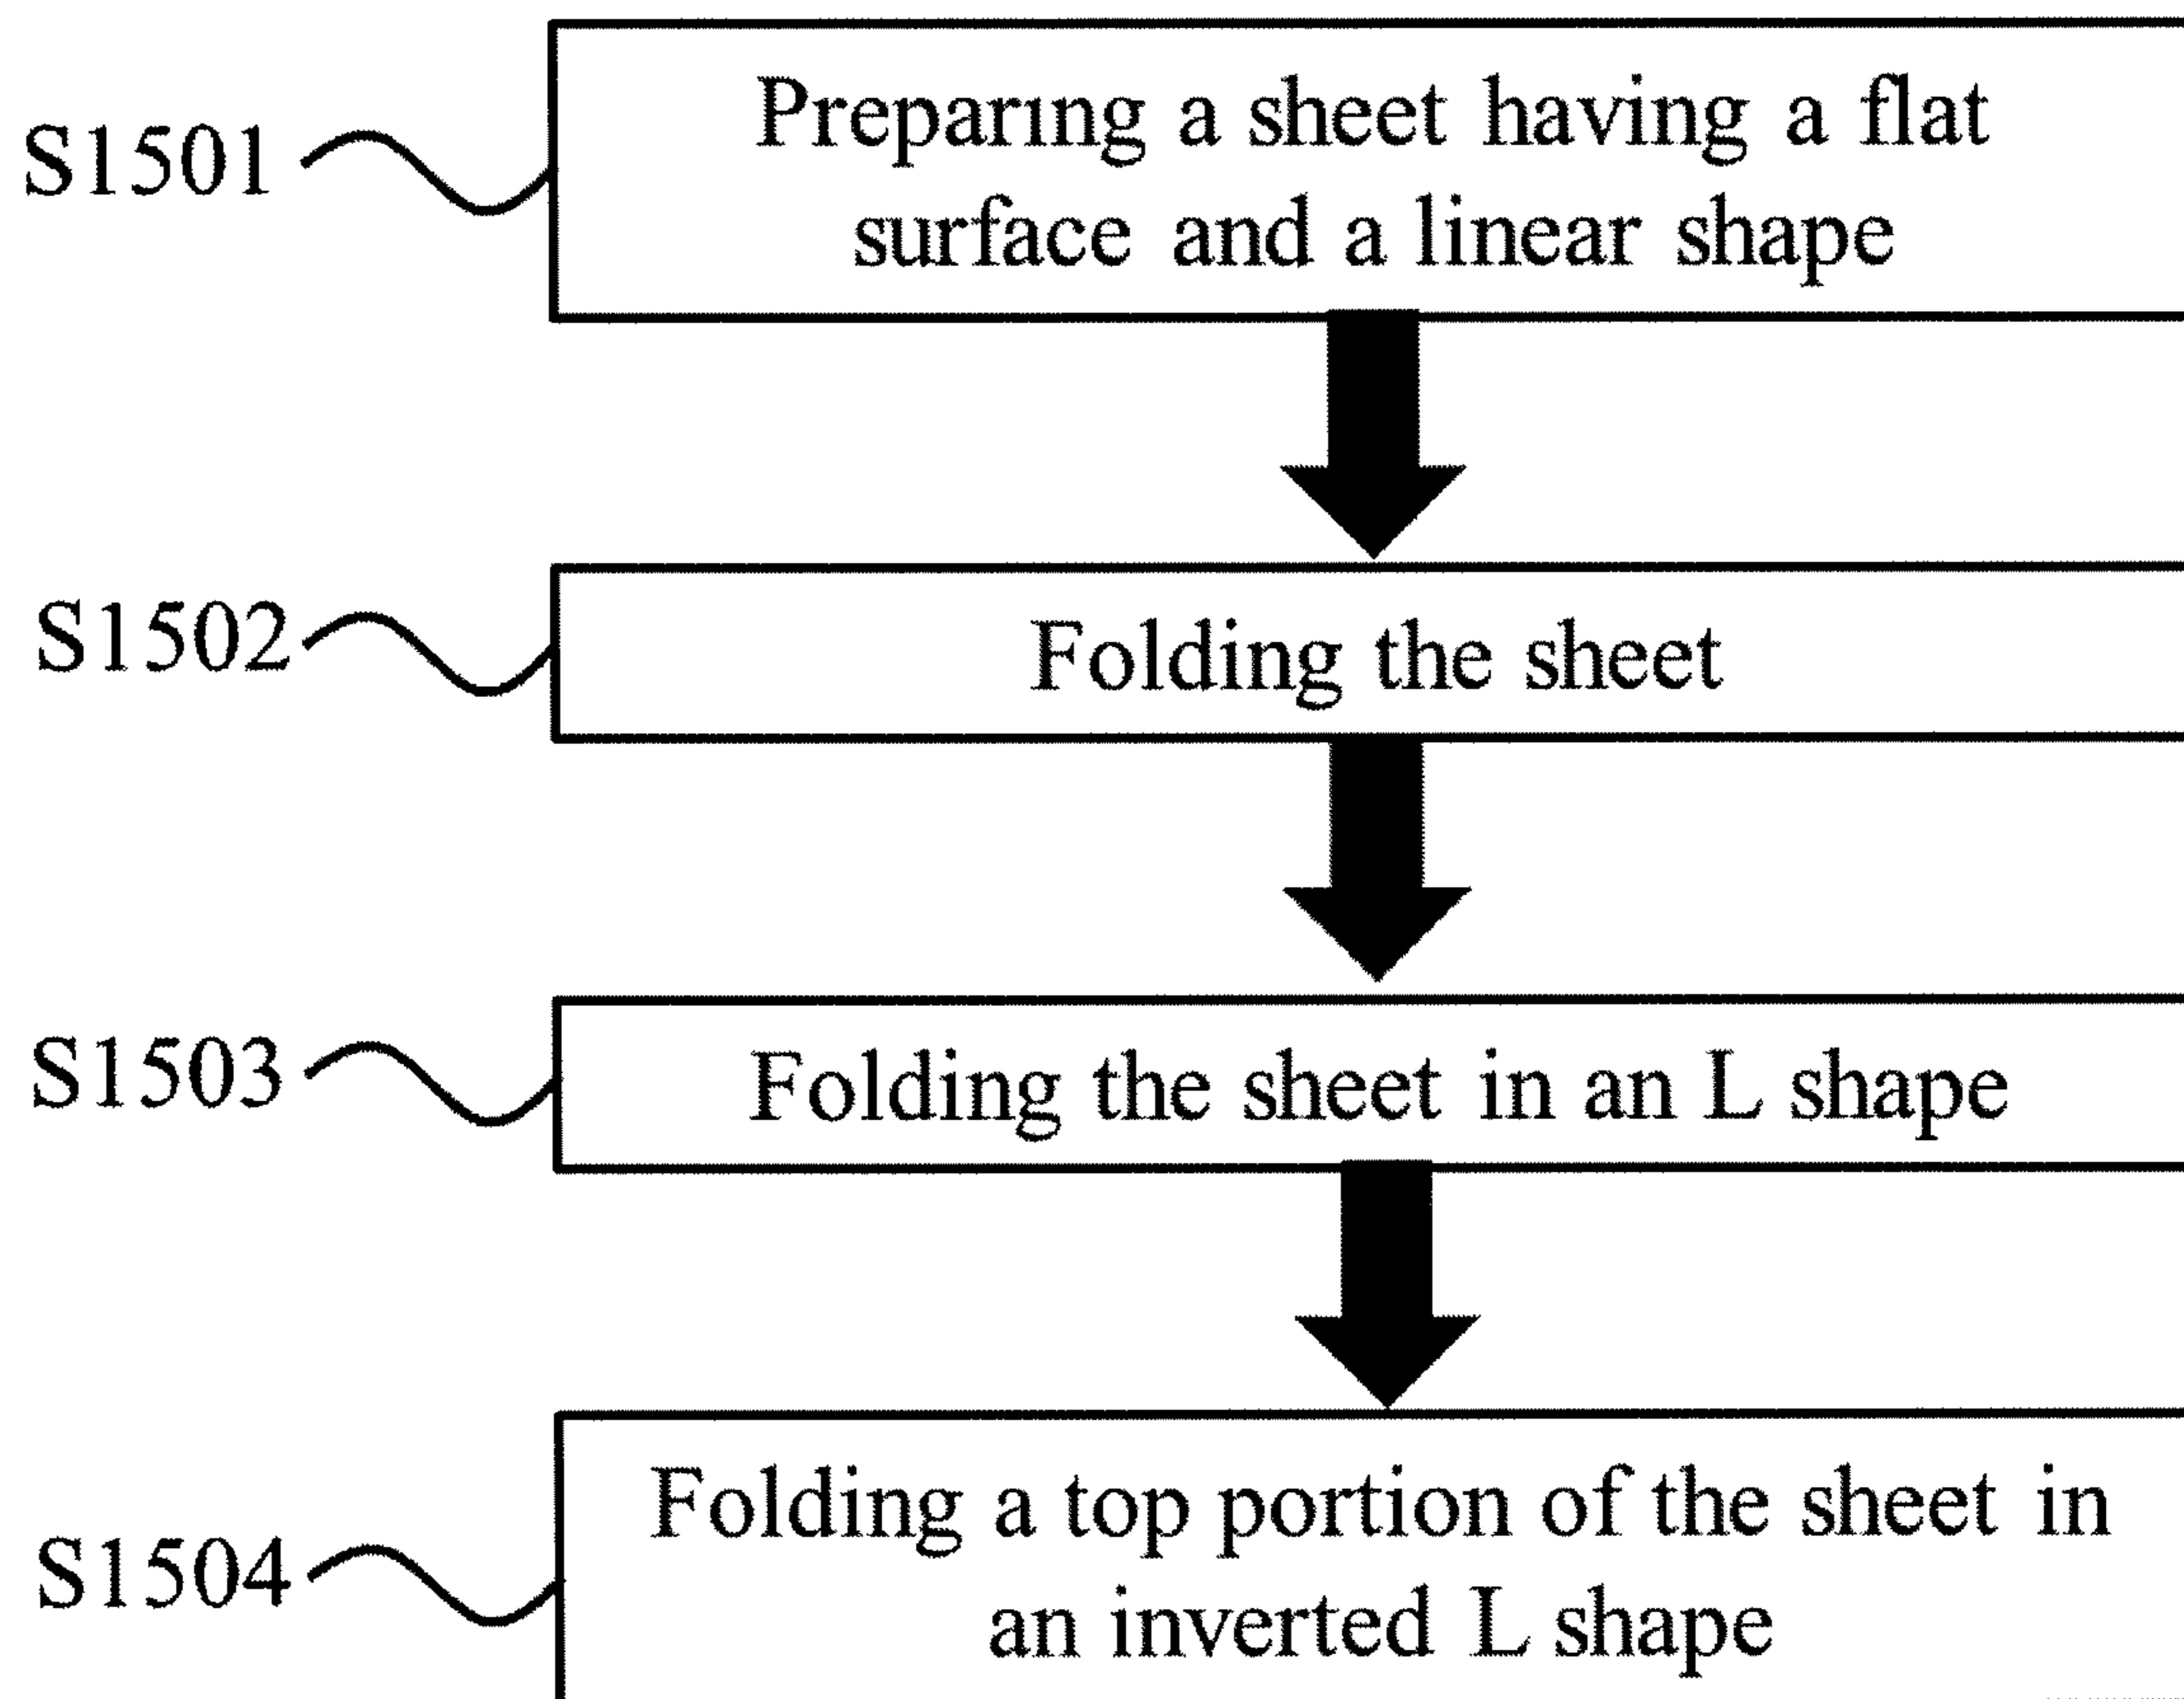 S1501
Preparing a sheet having a flat
surface and a linear shape
S1502
Folding the sheet
S1503
Folding the sheet in an L shape
S1504
Folding a top portion of the sheet in
an inverted L shape